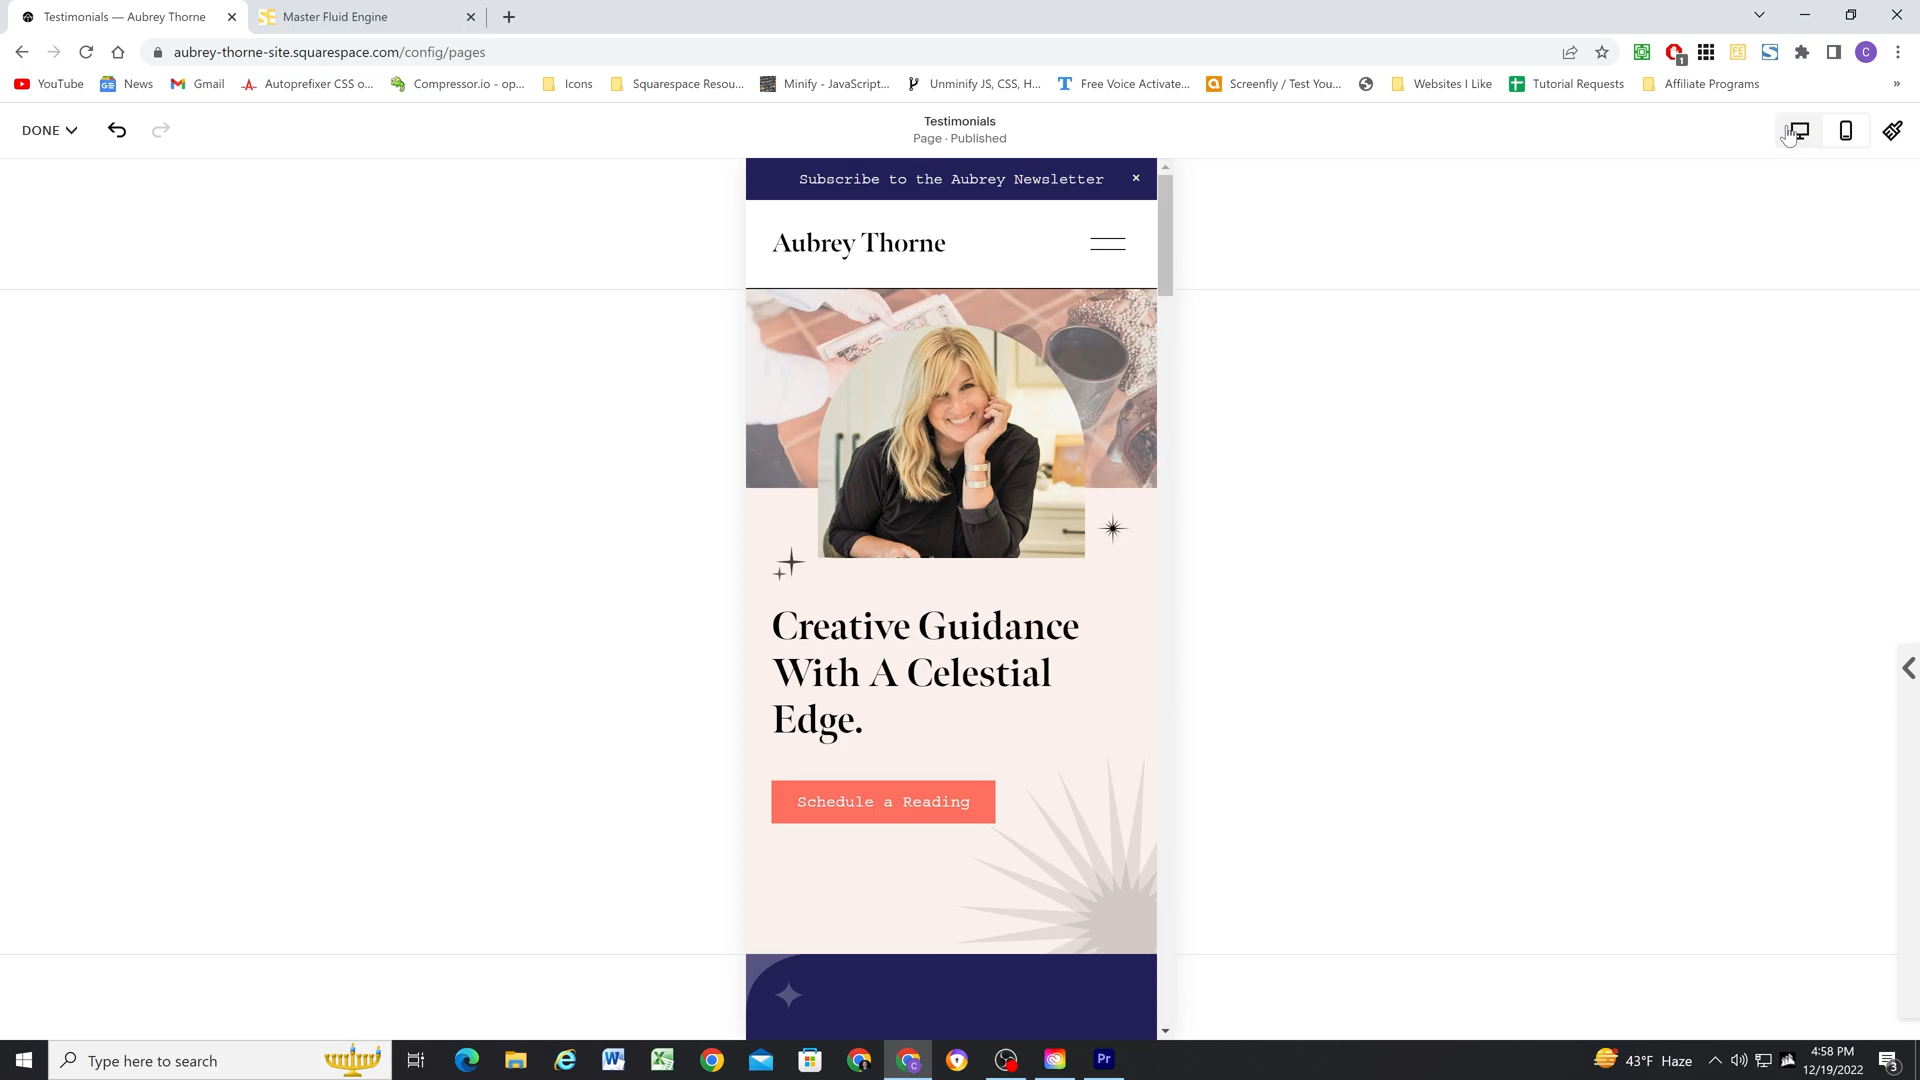 Testimonials — Aubrey Thorne
Master Fluid Engine
aubrey-thorne-site.squarespace.com/config/pages
YouTube
News
Gmail
Autoprefixer CSS o...
Compressor.io - op...
Icons
Squarespace Resou...
Minify - JavaScript...
Unminify JS, CSS, H...
Free Voice Activate...
Screenfly / Test You...
Websites I Like
Tutorial Requests
Affiliate Programs
DONE
Testimonials
Page · Published
Subscribe to the Aubrey Newsletter
Aubrey Thorne
Creative Guidance
With A Celestial
Edge.
Schedule a Reading
Type here to search
43°F Haze
4:58 PM
12/19/2022
3